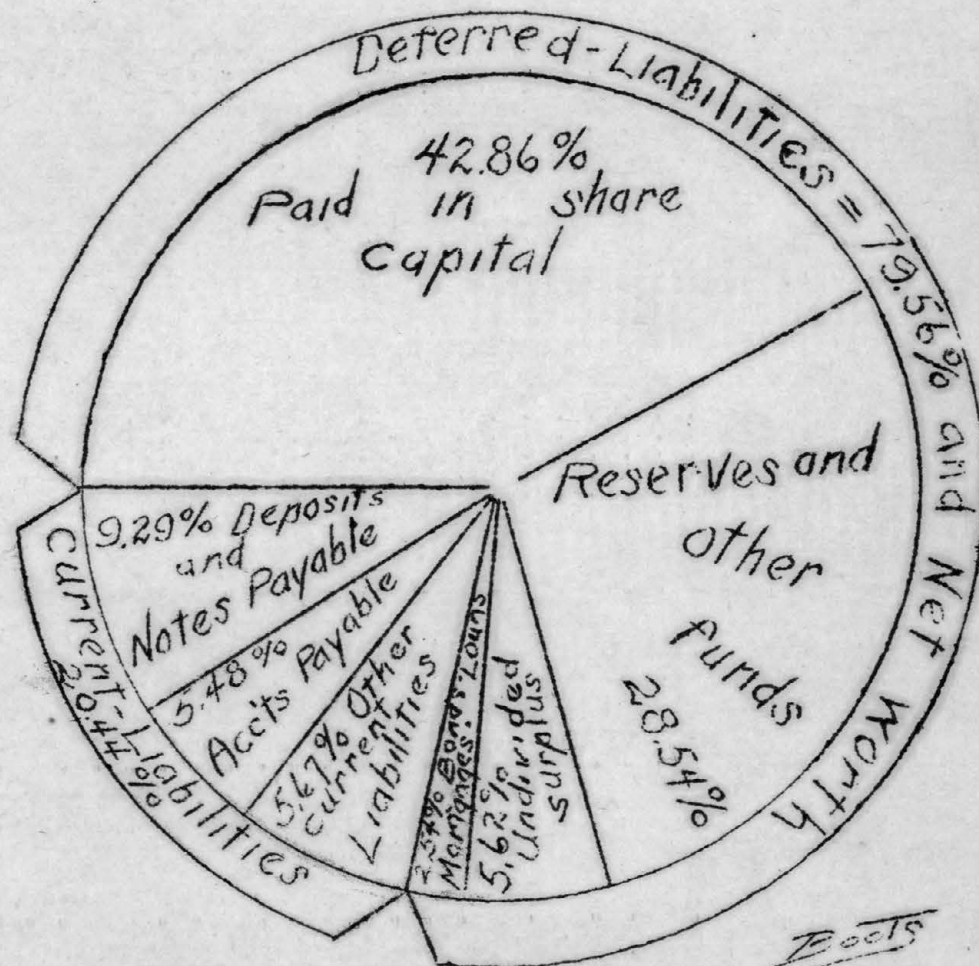 Deferred-Liabilities = 79.56% and Net Worth
42.86%
Paid in share
Capital
Reserves and
other
funds
28.54%
9.29% Deposits
and
Notes Payable
5.48%
Acc'ts Payable
5.67% Other
Current
Liabilities
2.54% Bonds Loans
Mortgages:
5.62%
Undivided
surplus
Current-Liabilities
20.44%
Boots